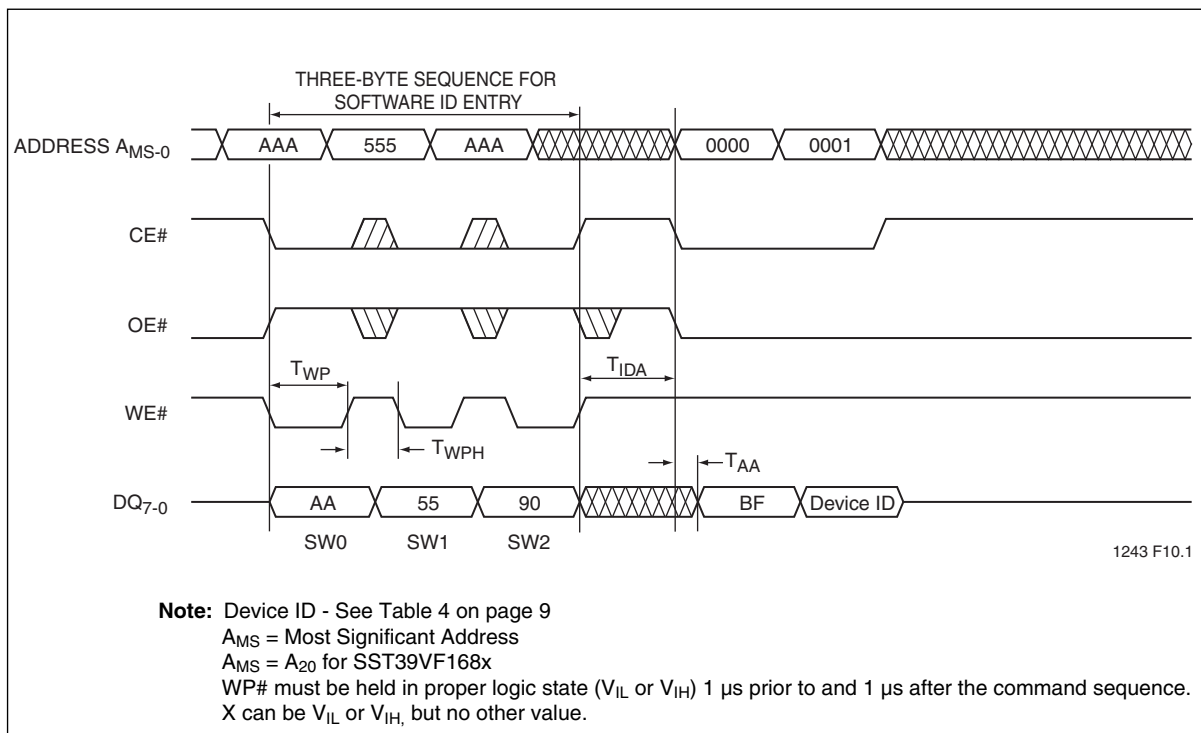 THREE-BYTE SEQUENCE FOR
SOFTWARE ID ENTRY
ADDRESS AMS-0
AAA
555
AAA
0000
0001
CE#
OE#
TWP
TIDA
WE#
TWPH
TAA
DQ7-0
AA
55
90
BF
Device ID
SW0
SW1
SW2
1243 F10.1
Note: Device ID - See Table 4 on page 9
AMS = Most Significant Address
AMS = A20 for SST39VF168x
WP# must be held in proper logic state (VIL or VIH) 1 µs prior to and 1 µs after the command sequence.
X can be VIL or VIH, but no other value.